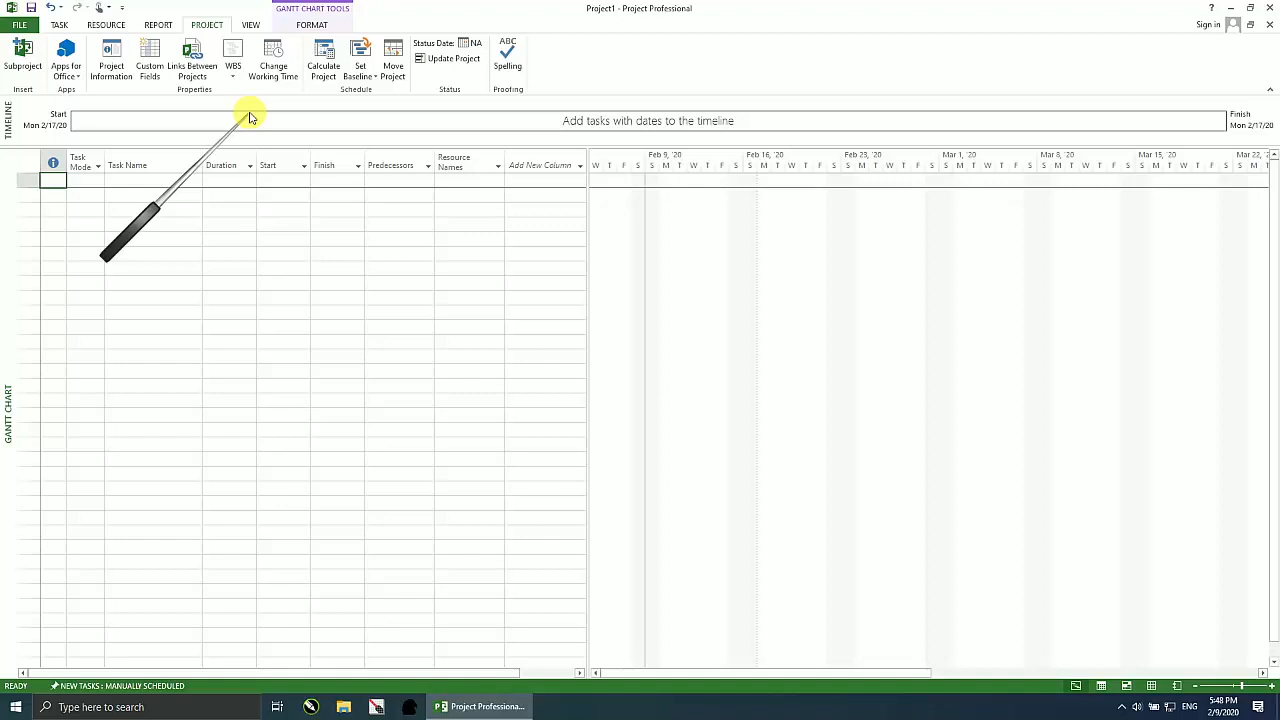 GANTT CHART TOOLS
Project1 - Project Professional
?
FILE TASK RESOURCE REPORT PROJECT VIEW FORMAT
Sign in
Subproject
Apps for
Office
Project
Information
Custom
Fields
Links Between
Projects
WBS
Change
Working Time
Calculate
Project
Set
Baseline
Move
Project
Status Date: NA
Update Project
ABC
Spelling
Insert Apps Properties Schedule Status Proofing
TIMELINE
Start
Mon 2/17/20
Add tasks with dates to the timeline
Finish
Mon 2/17/20
Task
Mode
Task Name
Duration
Start
Finish
Predecessors
Resource
Names
Add New Column
Feb 9, '20 Feb 16, '20 Feb 23, '20 Mar 1, '20 Mar 8, '20 Mar 15, '20 Mar 22, '2
W T F S S M T W T F S S M T W T F S S M T W T F S S M T W T F S S M T W T F S S M T W T F S S M T
GANTT CHART
READY NEW TASKS : MANUALLY SCHEDULED
Type here to search
Project Professiona...
5:48 PM
2/9/2020